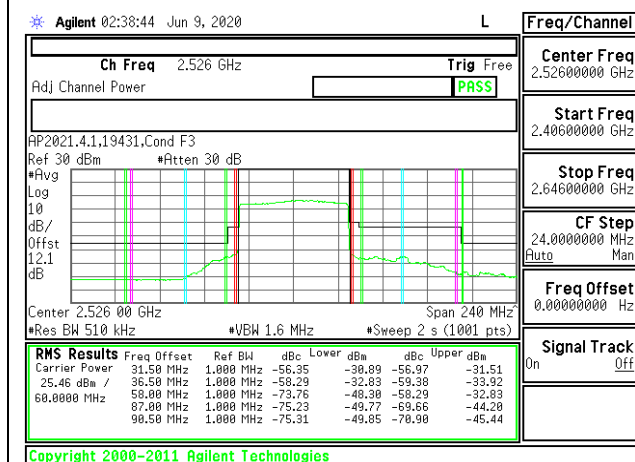 Agilent 02:38:44 Jun 9, 2020 L Freq/Channel
Ch Freq 2.526 GHz Trig Free
Adj Channel Power PASS
Center Freq
2.52600000 GHz
Start Freq
2.40600000 GHz
AP2021.4.1,19431,Cond F3
Ref 30 dBm #Atten 30 dB
#Avg
Log
10
dB/
Offst
12.1
dB
Stop Freq
2.64600000 GHz
CF Step
24.0000000 MHz
Auto Man
Freq Offset
0.00000000 Hz
Signal Track
On Off
Center 2.526 00 GHz Span 240 MHz^
#Res BW 510 kHz #VBW 1.6 MHz #Sweep 2 s (1001 pts)
RMS Results Freq Offset Ref BW dBc Lower dBm dBc Upper dBm
Carrier Power 31.50 MHz 1.000 MHz -56.35 -30.89 -56.97 -31.51
25.46 dBm / 36.50 MHz 1.000 MHz -58.29 -32.83 -59.38 -33.92
60.0000 MHz 58.00 MHz 1.000 MHz -73.76 -48.30 -58.29 -32.83
87.00 MHz 1.000 MHz -75.23 -49.77 -69.66 -44.20
90.50 MHz 1.000 MHz -75.31 -49.85 -70.90 -45.44
Copyright 2000-2011 Agilent Technologies